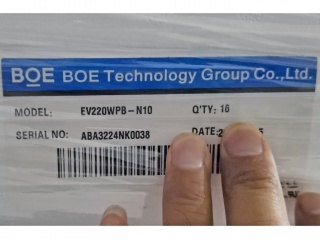 BOE BOE Technology Group Co.,Ltd.
MODEL: EV220WPB-N10 Q'TY: 16
SERIAL NO: ABA3224NK0038 DATE: